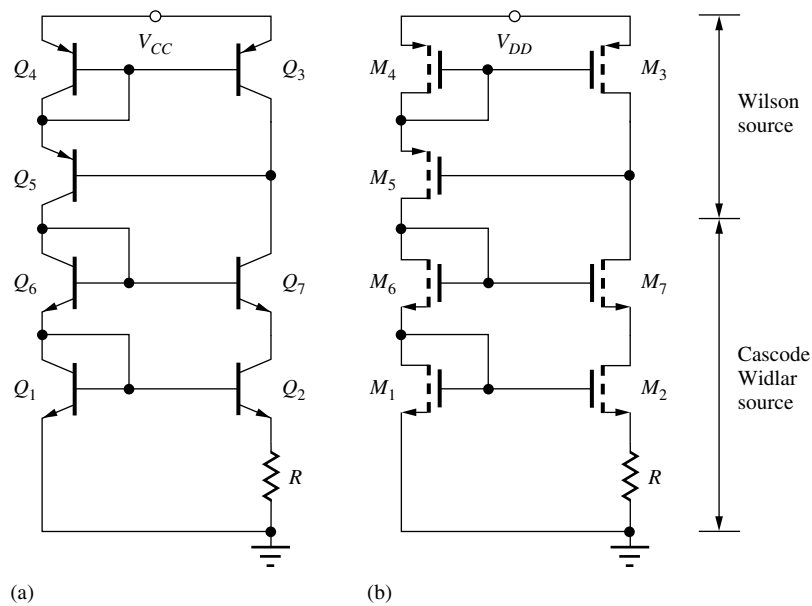 V_CC
Q_4
Q_3
Q_5
Q_6
Q_7
Q_1
Q_2
R
(a)
V_DD
M_4
M_3
M_5
M_6
M_7
M_1
M_2
R
(b)
Wilson
source
Cascode
Widlar
source